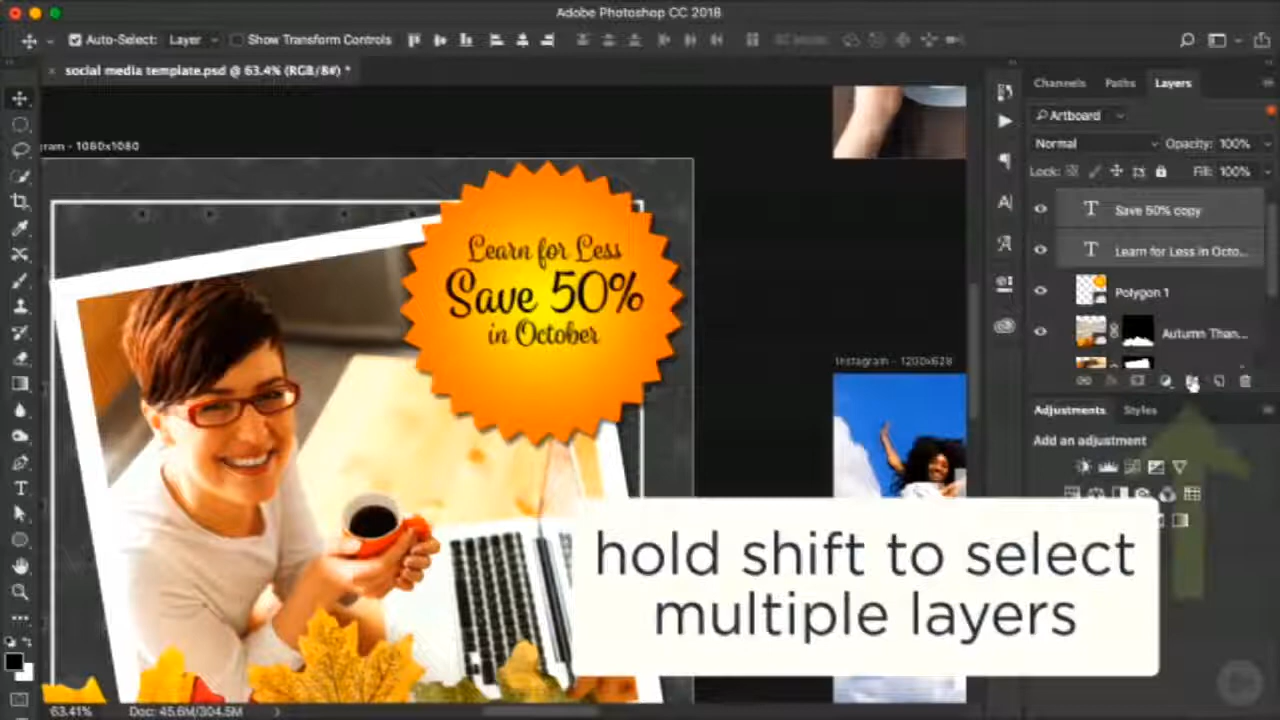 Adobe Photoshop CC 2018
Auto-Select: Layer Show Transform Controls
social media template.psd @ 63.4% (RGB/8#) *
gram - 1080x1080
Learn for Less
Save 50%
in October
Instagram - 1200x628
Channels Paths Layers
Artboard
Normal Opacity: 100%
Lock: Fill: 100%
T Save 50% copy
T Learn for Less in Octo...
Polygon 1
Autumn Than...
Adjustments Styles
Add an adjustment
hold shift to select
multiple layers
63.41% Doc: 45.6M/304.5M